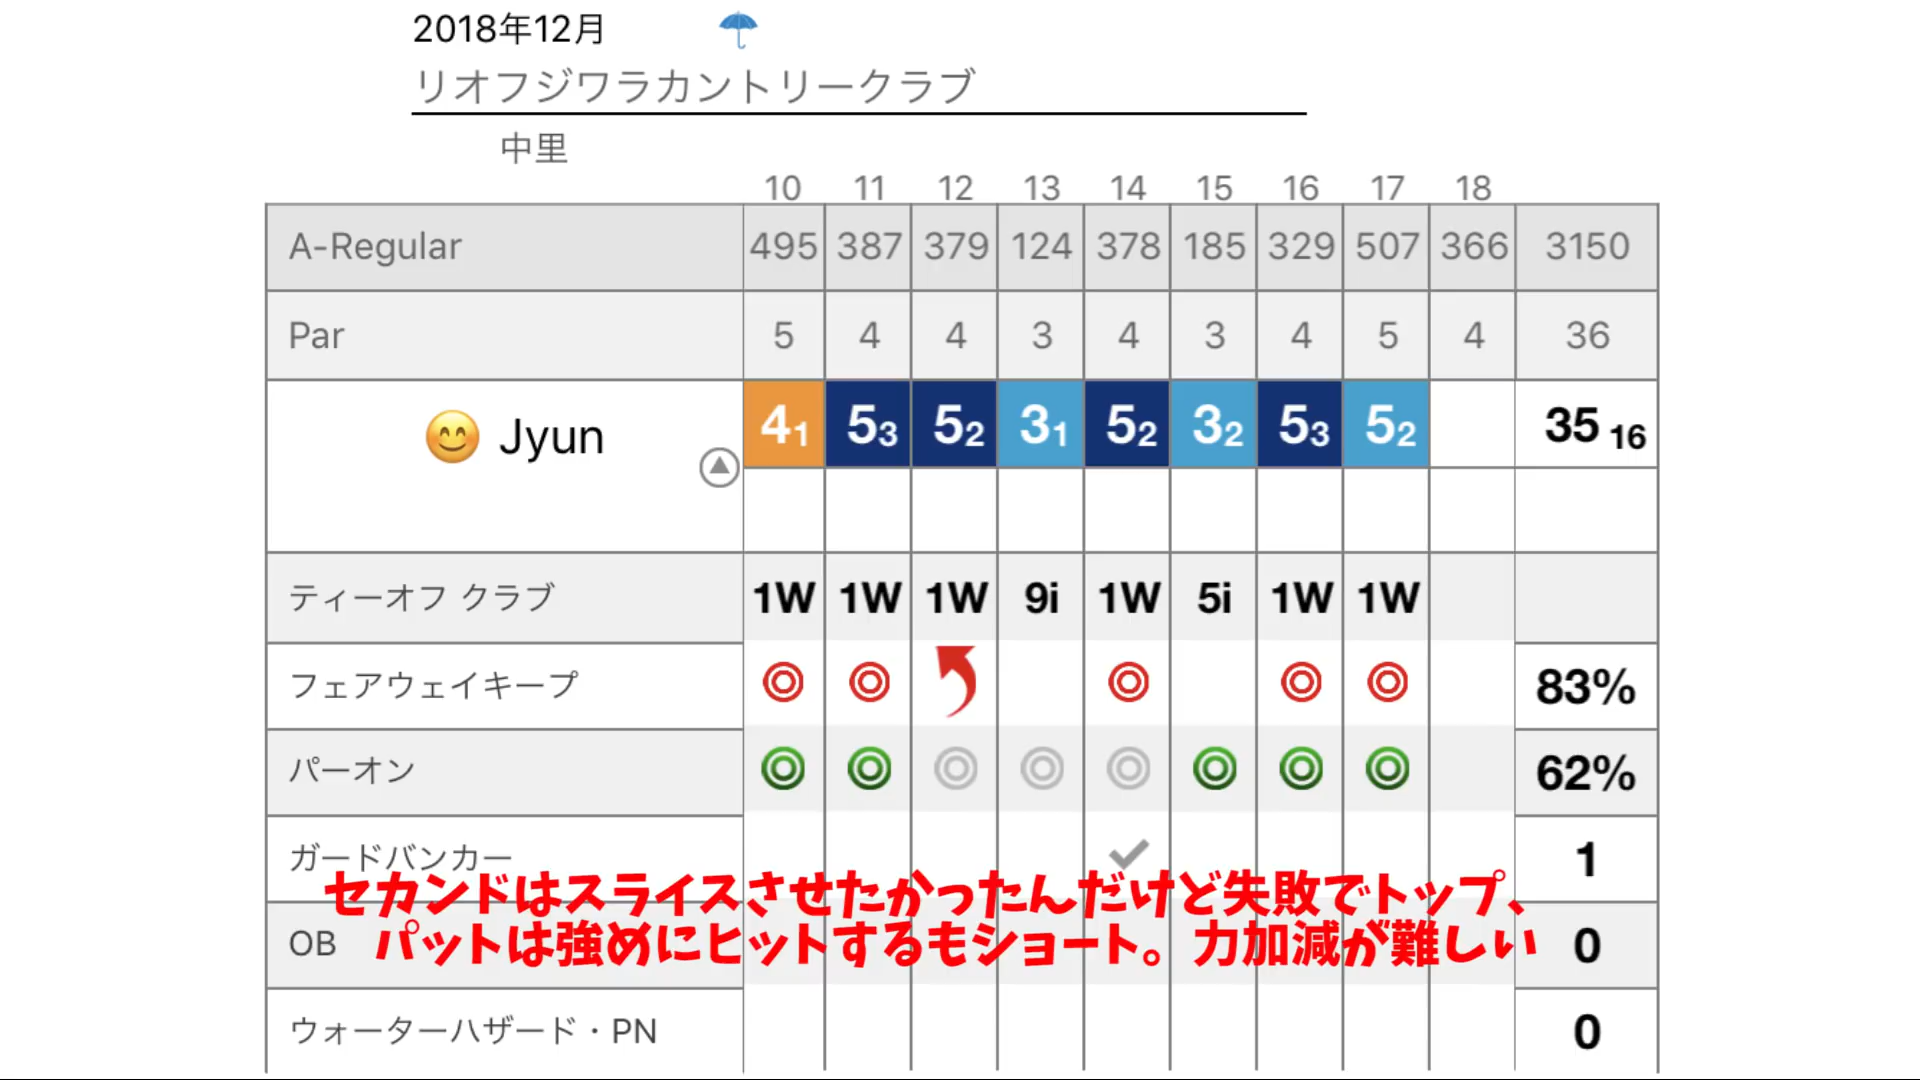 2018年12月
リオフジワラカントリークラブ
中里
10 11 12 13 14 15 16 17 18
A-Regular 495 387 379 124 378 185 329 507 366 3150
Par 5 4 4 3 4 3 4 5 4 36
Jyun 41 53 52 31 52 32 53 52 35 16
ティーオフ クラブ 1W 1W 1W 9i 1W 5i 1W 1W
フェアウェイキープ 83%
パーオン 62%
ガードバンカー 1
セカンドはスライスさせたかったんだけど失敗でトップ、
OB 0
パットは強めにヒットするもショート。力加減が難しい
ウォーターハザード・PN 0